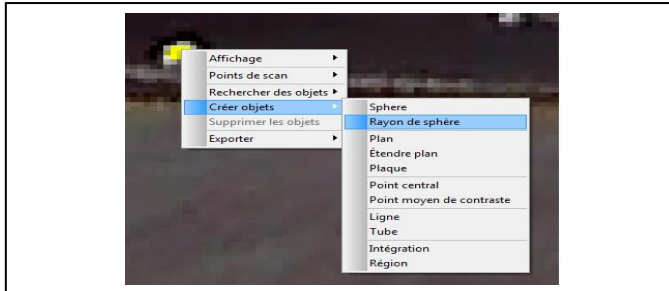 Affichage
Points de scan
Rechercher des objets
Créer objets
Supprimer les objets
Exporter
Sphere
Rayon de sphère
Plan
Étendre plan
Plaque
Point central
Point moyen de contraste
Ligne
Tube
Intégration
Région